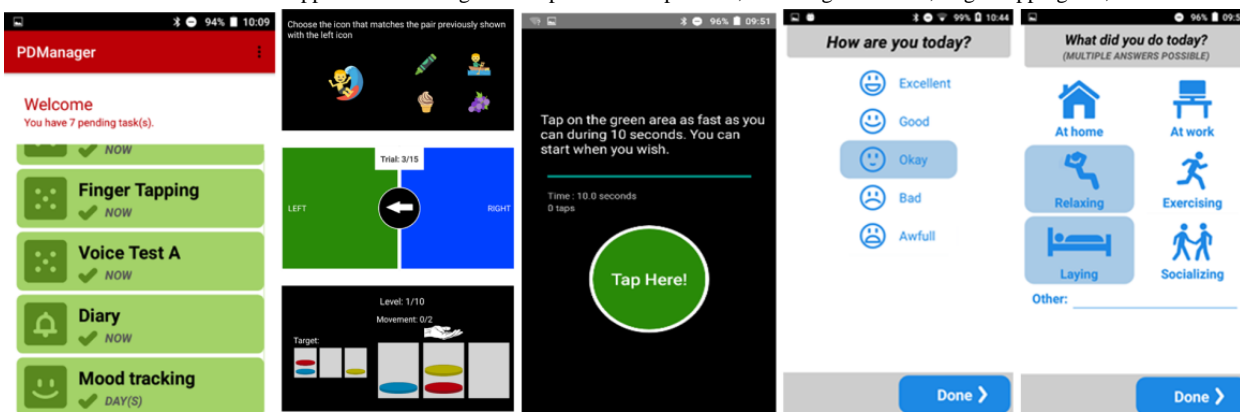 94% 10:09
PDManager
Welcome
You have 7 pending task(s).
NOW
Finger Tapping
NOW
Voice Test A
NOW
Diary
NOW
Mood tracking
DAY(S)
Choose the icon that matches the pair previously shown
with the left icon
Trial: 3/15
LEFT
RIGHT
Level: 1/10
Movement: 0/2
Target:
96% 09:51
Tap on the green area as fast as you
can during 10 seconds. You can
start when you wish.
Time : 10.0 seconds
0 taps
Tap Here!
99% 10:44
How are you today?
Excellent
Good
Okay
Bad
Awfull
Done
96%
What did you do today?
(MULTIPLE ANSWERS POSSIBLE)
At home
At work
Relaxing
Exercising
Laying
Socializing
Other:
Done